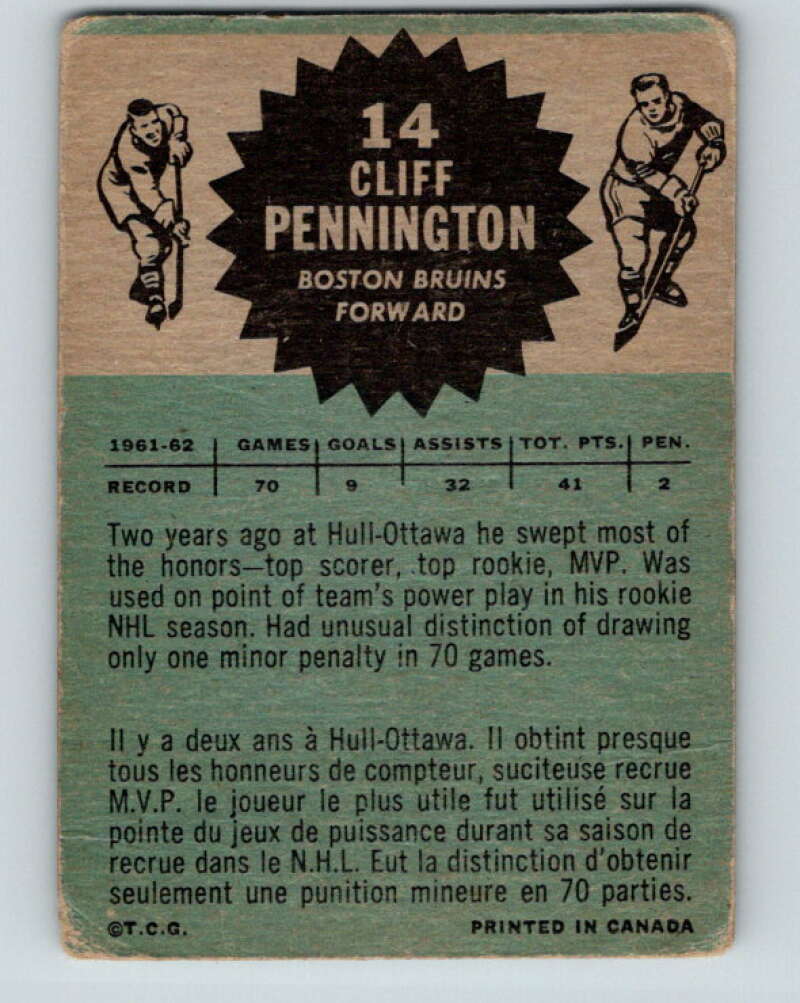 14
CLIFF
PENNINGTON
BOSTON BRUINS
FORWARD
1961-62 GAMES GOALS ASSISTS TOT. PTS. PEN.
RECORD 70 9 32 41 2
Two years ago at Hull-Ottawa he swept most of
the honors—top scorer, top rookie, MVP. Was
used on point of team's power play in his rookie
NHL season. Had unusual distinction of drawing
only one minor penalty in 70 games.
Il y a deux ans à Hull-Ottawa. Il obtint presque
tous les honneurs de compteur, suciteuse recrue
M.V.P. le joueur le plus utile fut utilisé sur la
pointe du jeux de puissance durant sa saison de
recrue dans le N.H.L. Eut la distinction d'obtenir
seulement une punition mineure en 70 parties.
©T.C.G. PRINTED IN CANADA